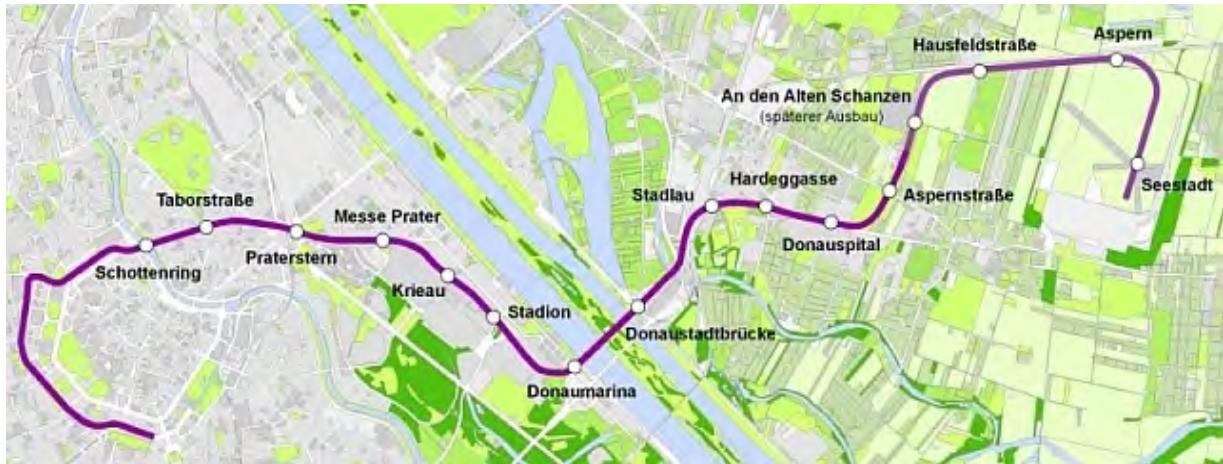 Aspern
Hausfeldstraße
An den Alten Schanzen
(späterer Ausbau)
Hardeggasse
Stadlau
Aspernstraße
Seestadt
Taborstraße
Messe Prater
Donauspital
Schottenring
Praterstern
Krieau
Stadion
Donaustadtbrücke
Donaumarina